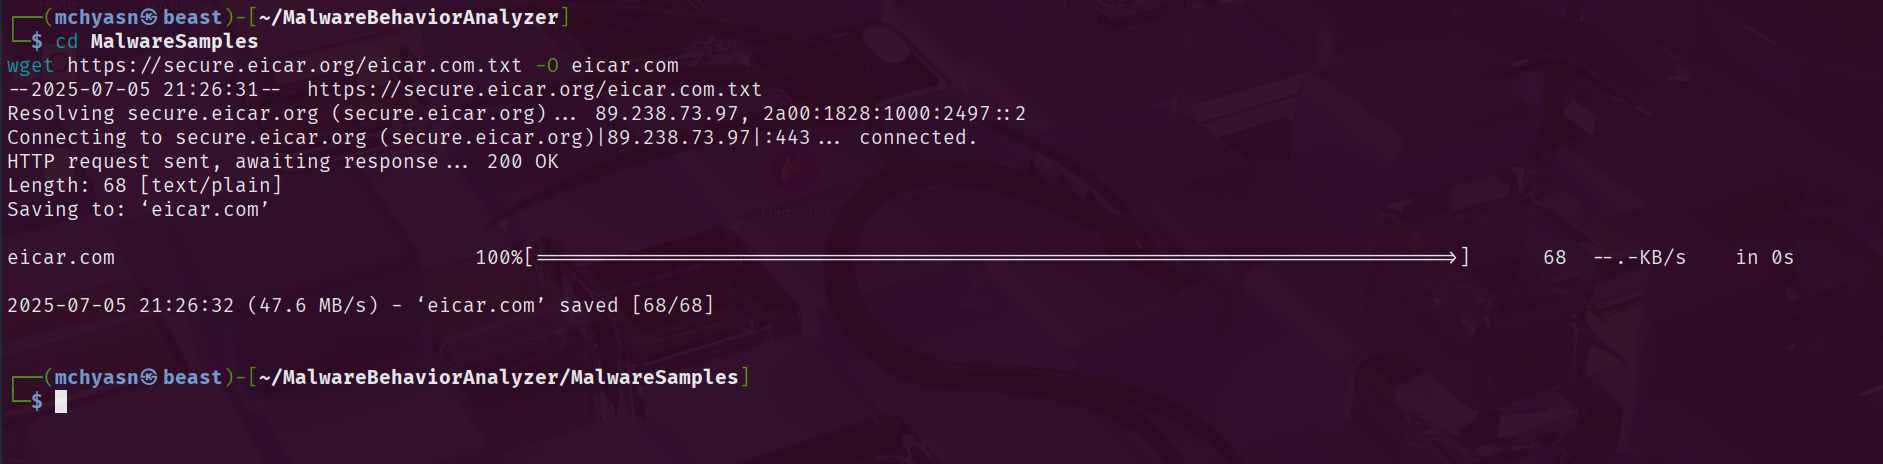 ┌──(mchyasn㉿beast)-[~/MalwareBehaviorAnalyzer]
└─$ cd MalwareSamples
wget https://secure.eicar.org/eicar.com.txt -O eicar.com
--2025-07-05 21:26:31--  https://secure.eicar.org/eicar.com.txt
Resolving secure.eicar.org (secure.eicar.org)... 89.238.73.97, 2a00:1828:1000:2497::2
Connecting to secure.eicar.org (secure.eicar.org)|89.238.73.97|:443... connected.
HTTP request sent, awaiting response... 200 OK
Length: 68 [text/plain]
Saving to: ‘eicar.com’
eicar.com 100%[============================================================================>] 68 --.-KB/s in 0s
2025-07-05 21:26:32 (47.6 MB/s) - ‘eicar.com’ saved [68/68]
┌──(mchyasn㉿beast)-[~/MalwareBehaviorAnalyzer/MalwareSamples]
└─$
Flameshot